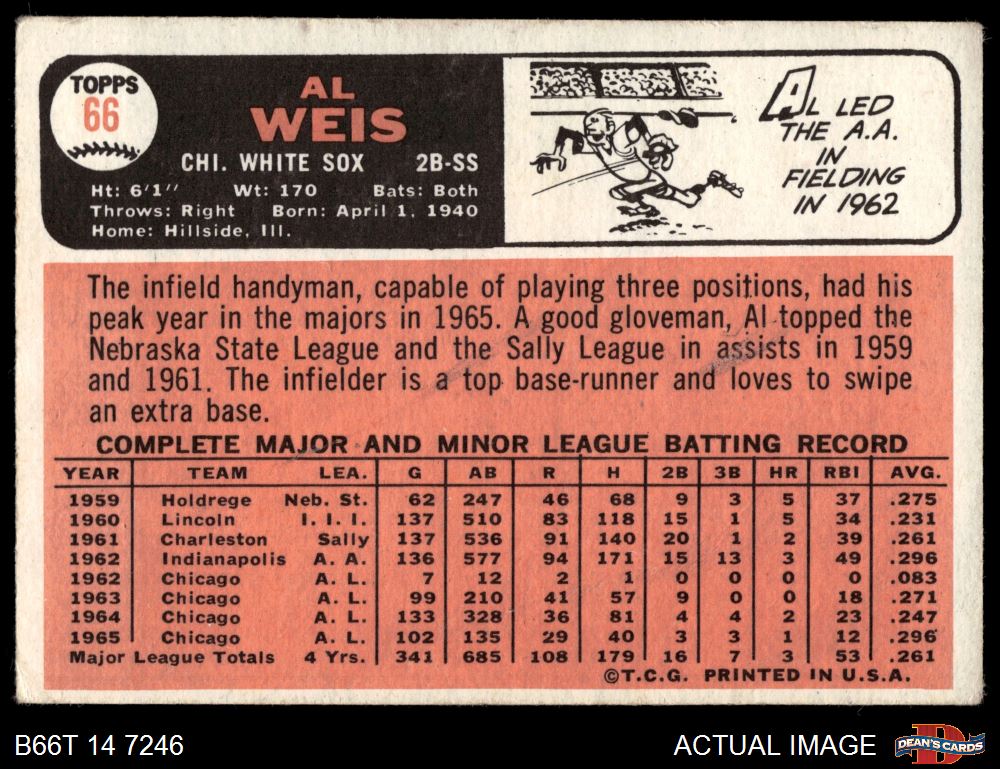 TOPPS
66
AL
WEIS
CHI. WHITE SOX 2B-SS
Ht: 6'1" Wt: 170 Bats: Both
Throws: Right Born: April 1, 1940
Home: Hillside, Ill.
AL LED
THE A.A.
IN
FIELDING
IN 1962
The infield handyman, capable of playing three positions, had his
peak year in the majors in 1965. A good gloveman, Al topped the
Nebraska State League and the Sally League in assists in 1959
and 1961. The infielder is a top base-runner and loves to swipe
an extra base.
COMPLETE MAJOR AND MINOR LEAGUE BATTING RECORD
YEAR TEAM LEA. G AB R H 2B 3B HR RBI AVG.
1959 Holdrege Neb. St. 62 247 46 68 9 3 5 37 .275
1960 Lincoln I. I. I. 137 510 83 118 15 1 5 34 .231
1961 Charleston Sally 137 536 91 140 20 1 2 39 .261
1962 Indianapolis A. A. 136 577 94 171 15 13 3 49 .296
1962 Chicago A. L. 7 12 2 1 0 0 0 0 .083
1963 Chicago A. L. 99 210 41 57 9 0 0 18 .271
1964 Chicago A. L. 133 328 36 81 4 4 2 23 .247
1965 Chicago A. L. 102 135 29 40 3 3 1 12 .296
Major League Totals 4 Yrs. 341 685 108 179 16 7 3 53 .261
©T.C.G. PRINTED IN U.S.A.
B66T 14 7246
ACTUAL IMAGE
DEAN'S CARDS